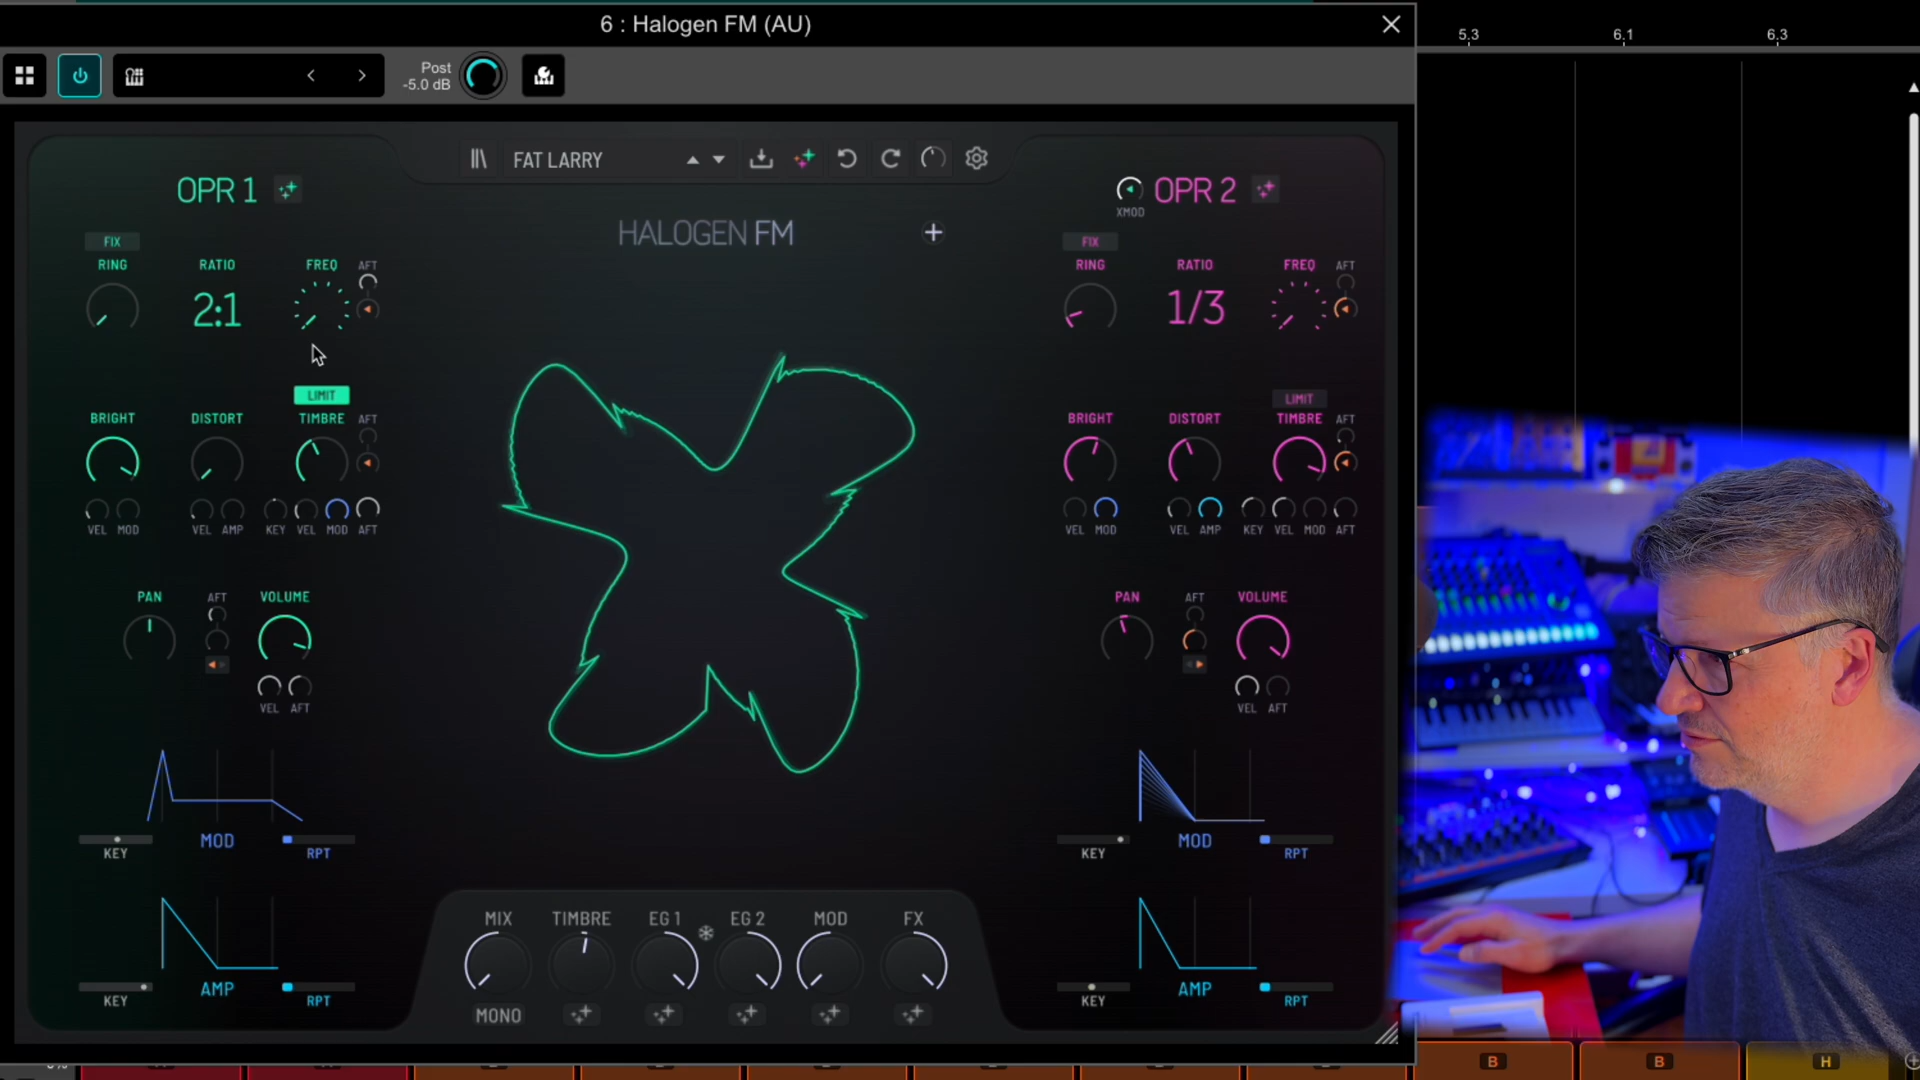 6 : Halogen FM (AU)
5.3
6.1
6.3
Post
-5.0 dB
FAT LARRY
HALOGEN FM
OPR 1
FIX
RING
RATIO
FREQ
AFT
2:1
LIMIT
BRIGHT
DISTORT
TIMBRE
AFT
VEL
MOD
VEL
AMP
KEY
VEL
MOD
AFT
PAN
AFT
VOLUME
VEL
AFT
KEY
MOD
RPT
KEY
AMP
RPT
XMOD
OPR 2
FIX
RING
RATIO
FREQ
AFT
1/3
LIMIT
BRIGHT
DISTORT
TIMBRE
AFT
VEL
MOD
VEL
AMP
KEY
VEL
MOD
AFT
PAN
AFT
VOLUME
VEL
AFT
KEY
MOD
RPT
KEY
AMP
RPT
MIX
TIMBRE
EG 1
EG 2
MOD
FX
MONO
B
B
H